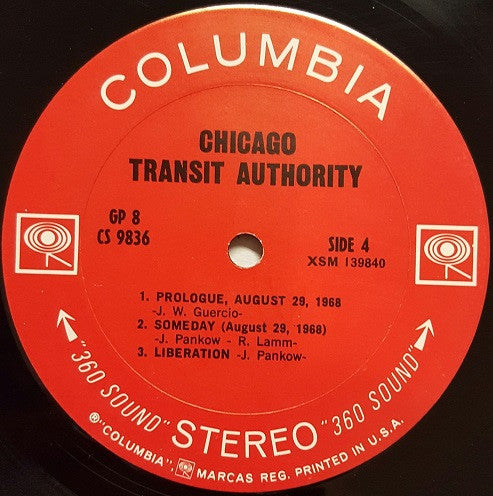 COLUMBIA
CHICAGO
TRANSIT AUTHORITY
GP 8
CS 9836
SIDE 4
XSM 139840
1. PROLOGUE, AUGUST 29, 1968
-J. W. Guercio-
2. SOMEDAY (August 29, 1968)
-J. Pankow - R. Lamm-
3. LIBERATION -J. Pankow-
"360 SOUND" STEREO "360 SOUND"
®"COLUMBIA", MARCAS REG. PRINTED IN U.S.A.